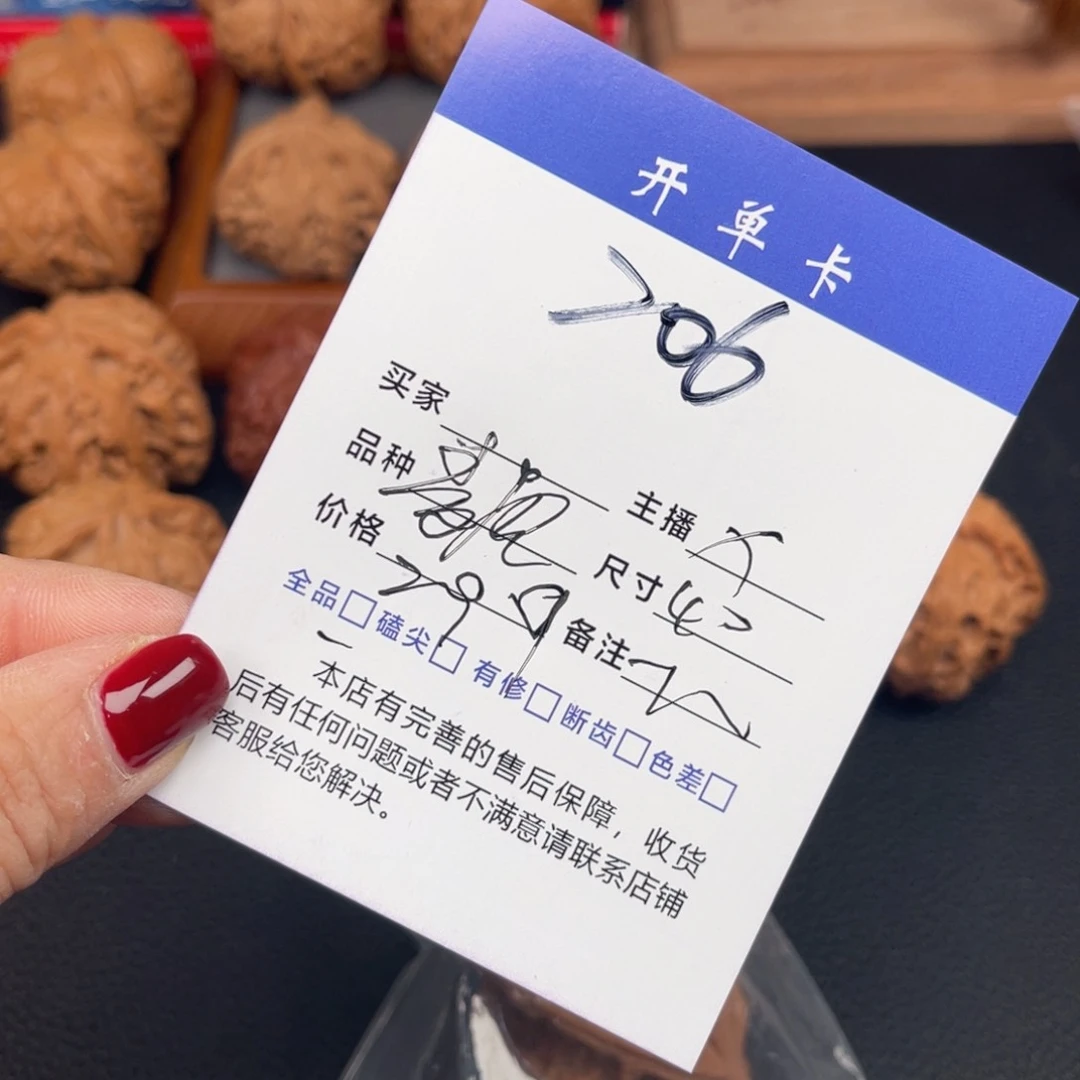 开单卡
706
买家
品种 主播
价格 299 尺寸 42
全品□磕尖□有修□断齿□色差□ 备注
本店有完善的售后保障，收货
后有任何问题或者不满意请联系店铺
客服给您解决。